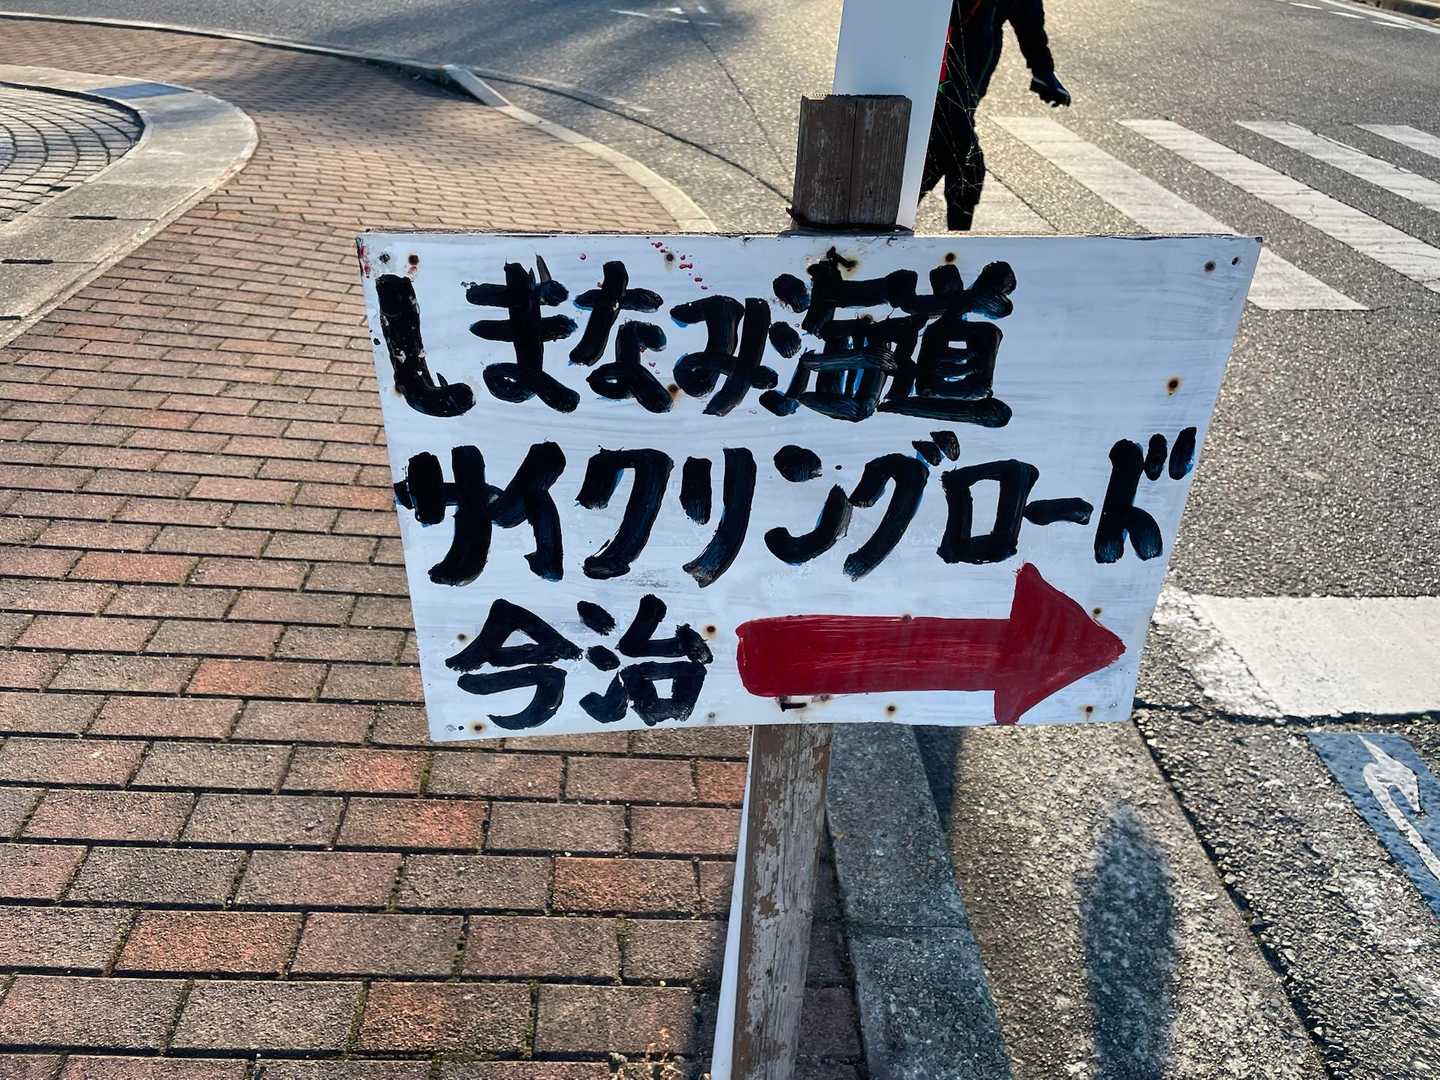 しまなみ海道
サイクリングロード
今治